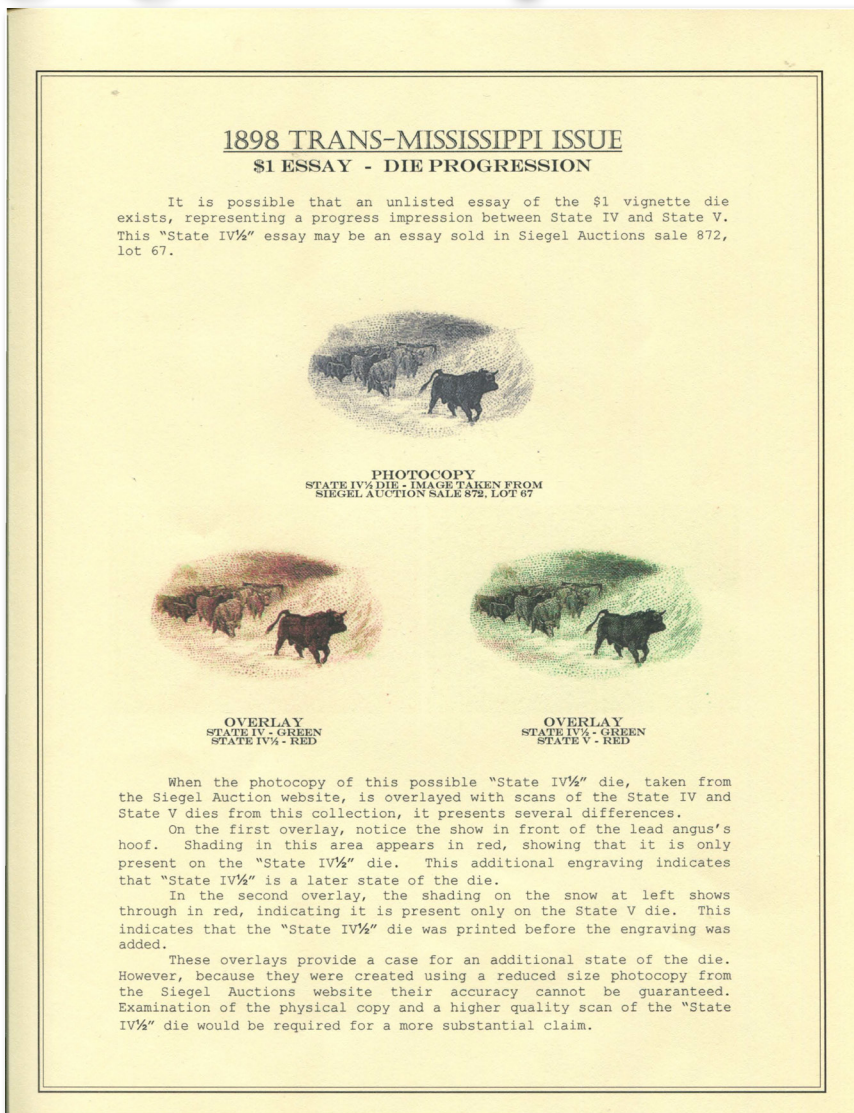 1898 TRANS-MISSISSIPPI ISSUE
$1 ESSAY - DIE PROGRESSION
It is possible that an unlisted essay of the $1 vignette die
exists, representing a progress impression between State IV and State V.
This “State IV½” essay may be an essay sold in Siegel Auctions sale 872,
lot 67.
PHOTOCOPY
STATE IV½ DIE - IMAGE TAKEN FROM
SIEGEL AUCTION SALE 872, LOT 67
OVERLAY
STATE IV - GREEN
STATE IV½ - RED
OVERLAY
STATE IV½ - GREEN
STATE V - RED
When the photocopy of this possible “State IV½” die, taken from
the Siegel Auction website, is overlayed with scans of the State IV and
State V dies from this collection, it presents several differences.
On the first overlay, notice the show in front of the lead angus's
hoof. Shading in this area appears in red, showing that it is only
present on the “State IV½” die. This additional engraving indicates
that “State IV½” is a later state of the die.
In the second overlay, the shading on the snow at left shows
through in red, indicating it is present only on the State V die. This
indicates that the “State IV½” die was printed before the engraving was
added.
These overlays provide a case for an additional state of the die.
However, because they were created using a reduced size photocopy from
the Siegel Auctions website their accuracy cannot be guaranteed.
Examination of the physical copy and a higher quality scan of the “State
IV½” die would be required for a more substantial claim.